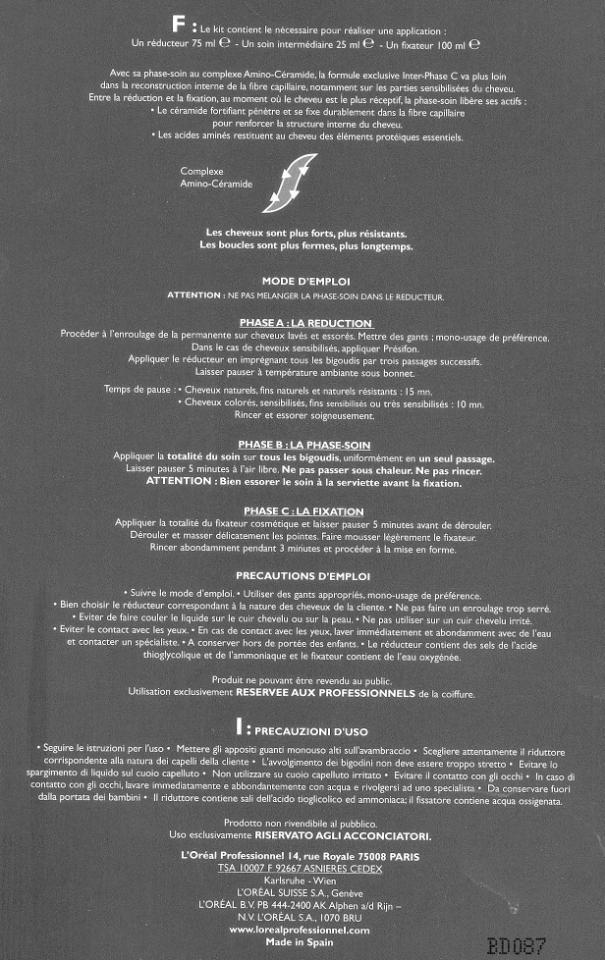 F : Le kit contient le nécessaire pour réaliser une application :
Un réducteur 75 ml ℮ - Un soin intermédiaire 25 ml ℮ - Un fixateur 100 ml ℮
Avec sa phase-soin au complexe Amino-Céramide, la formule exclusive Inter-Phase C va plus loin
dans la reconstruction interne de la fibre capillaire, notamment sur les parties sensibilisées du cheveu.
Entre la réduction et la fixation, au moment où le cheveu est le plus réceptif, la phase-soin libère ses actifs :
• Le céramide fortifiant pénètre et se fixe durablement dans la fibre capillaire
pour renforcer la structure interne du cheveu.
• Les acides aminés restituent au cheveu des éléments protéiques essentiels.
Complexe
Amino-Céramide
Les cheveux sont plus forts, plus résistants.
Les boucles sont plus fermes, plus longtemps.
MODE D'EMPLOI
ATTENTION : NE PAS MELANGER LA PHASE-SOIN DANS LE REDUCTEUR.
PHASE A : LA REDUCTION
Procéder à l'enroulage de la permanente sur cheveux lavés et essorés. Mettre des gants ; mono-usage de préférence.
Dans le cas de cheveux sensibilisés, appliquer Présifon.
Appliquer le réducteur en imprégnant tous les bigoudis par trois passages successifs.
Laisser pauser à température ambiante sous bonnet.
Temps de pause : • Cheveux naturels, fins naturels et naturels résistants : 15 mn.
• Cheveux colorés, sensibilisés, fins sensibilisés ou très sensibilisés : 10 mn.
Rincer et essorer soigneusement.
PHASE B : LA PHASE-SOIN
Appliquer la totalité du soin sur tous les bigoudis, uniformément en un seul passage.
Laisser pauser 5 minutes à l'air libre. Ne pas passer sous chaleur. Ne pas rincer.
ATTENTION : Bien essorer le soin à la serviette avant la fixation.
PHASE C : LA FIXATION
Appliquer la totalité du fixateur cosmétique et laisser pauser 5 minutes avant de dérouler.
Dérouler et masser délicatement les pointes. Faire mousser légèrement le fixateur.
Rincer abondamment pendant 3 minutes et procéder à la mise en forme.
PRECAUTIONS D'EMPLOI
• Suivre le mode d'emploi. • Utiliser des gants appropriés, mono-usage de préférence.
• Bien choisir le réducteur correspondant à la nature des cheveux de la cliente. • Ne pas faire un enroulage trop serré.
• Eviter de faire couler le liquide sur le cuir chevelu ou sur la peau. • Ne pas utiliser sur un cuir chevelu irrité.
• Eviter le contact avec les yeux. • En cas de contact avec les yeux, laver immédiatement et abondamment avec de l'eau
et contacter un spécialiste. • A conserver hors de portée des enfants. • Le réducteur contient des sels de l'acide
thioglycolique et de l'ammoniaque et le fixateur contient de l'eau oxygénée.
Produit ne pouvant être revendu au public.
Utilisation exclusivement RESERVEE AUX PROFESSIONNELS de la coiffure.
I : PRECAUZIONI D'USO
• Seguire le istruzioni per l'uso • Mettere gli appositi guanti monouso alti sull'avambraccio • Scegliere attentamente il riduttore
corrispondente alla natura dei capelli della cliente • L'avvolgimento dei bigodini non deve essere troppo stretto • Evitare lo
spargimento di liquido sul cuoio capelluto • Non utilizzare su cuoio capelluto irritato • Evitare il contatto con gli occhi • In caso di
contatto con gli occhi, lavare immediatamente e abbondantemente con acqua e rivolgersi ad uno specialista • Da conservare fuori
dalla portata dei bambini • Il riduttore contiene sali dell'acido tioglicolico ed ammoniaca; il fissatore contiene acqua ossigenata.
Prodotto non rivendibile al pubblico.
Uso esclusivamente RISERVATO AGLI ACCONCIATORI.
L'Oréal Professionnel 14, rue Royale 75008 PARIS
TSA 10007 F 92667 ASNIERES CEDEX
Karlsruhe - Wien
L'ORÉAL SUISSE S.A., Genève
L'ORÉAL B.V. PB 444-2400 AK Alphen a/d Rijn –
N.V. L'ORÉAL S.A., 1070 BRU
www.lorealprofessionnel.com
Made in Spain
BD087